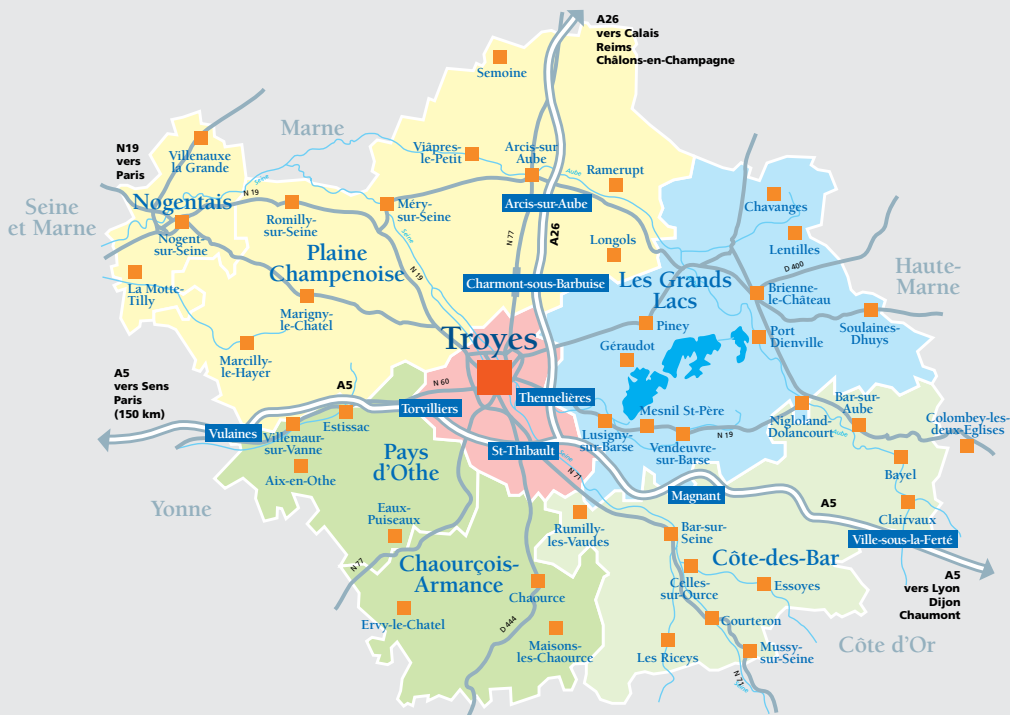 A26
vers Calais
Reims
Châlons-en-Champagne
Semoine
A26
Marne
N19
vers
Paris
Villenauxe
la Grande
Viâpres-
le-Petit
Arcis-sur
Aube
Aube
Ramerupt
Seine
N 19
Seine
et Marne
Nogentais
Nogent-
sur-Seine
Romilly-
sur-Seine
Méry-
sur-Seine
Arcis-sur-Aube
Chavanges
Seine
N 77
A26
Longols
Lentilles
Plaine
Champenoise
N 19
La Motte-
Tilly
Charmont-sous-Barbuise
Les Grands
Lacs
D 400
Haute-
Marne
Brienne-
le-Château
Marigny-
le-Chatel
Piney
Soulaines-
Dhuys
Troyes
Port
Dienville
Géraudot
Marcilly-
le-Hayer
A5
vers Sens
Paris
(150 km)
A5
N 60
Torvilliers
Thennelières
Mesnil St-Père
Bar-sur-
Aube
Colombey-les-
deux-Eglises
Estissac
Vulaines
Villemaur-
sur-Vanne
Lusigny-
sur-Barse
Vendeuvre-
sur-Barse
N 19
Nigloland-
Dolancourt
Aube
Pays
d'Othe
St-Thibault
Seine
N 71
Aix-en-Othe
Bayel
Magnant
A5
Yonne
Eaux-
Puiseaux
Rumilly-
les-Vaudes
Bar-sur-
Seine
Clairvaux
Ville-sous-la-Ferté
N 77
Chaourçois-
Armance
Côte-des-Bar
Celles-
sur-Ource
Essoyes
A5
vers Lyon
Dijon
Chaumont
Chaource
Ervy-le-Chatel
D 444
Courteron
Maisons-
les-Chaource
Les Riceys
Mussy-
sur-Seine
Côte d'Or
N 71
Seine